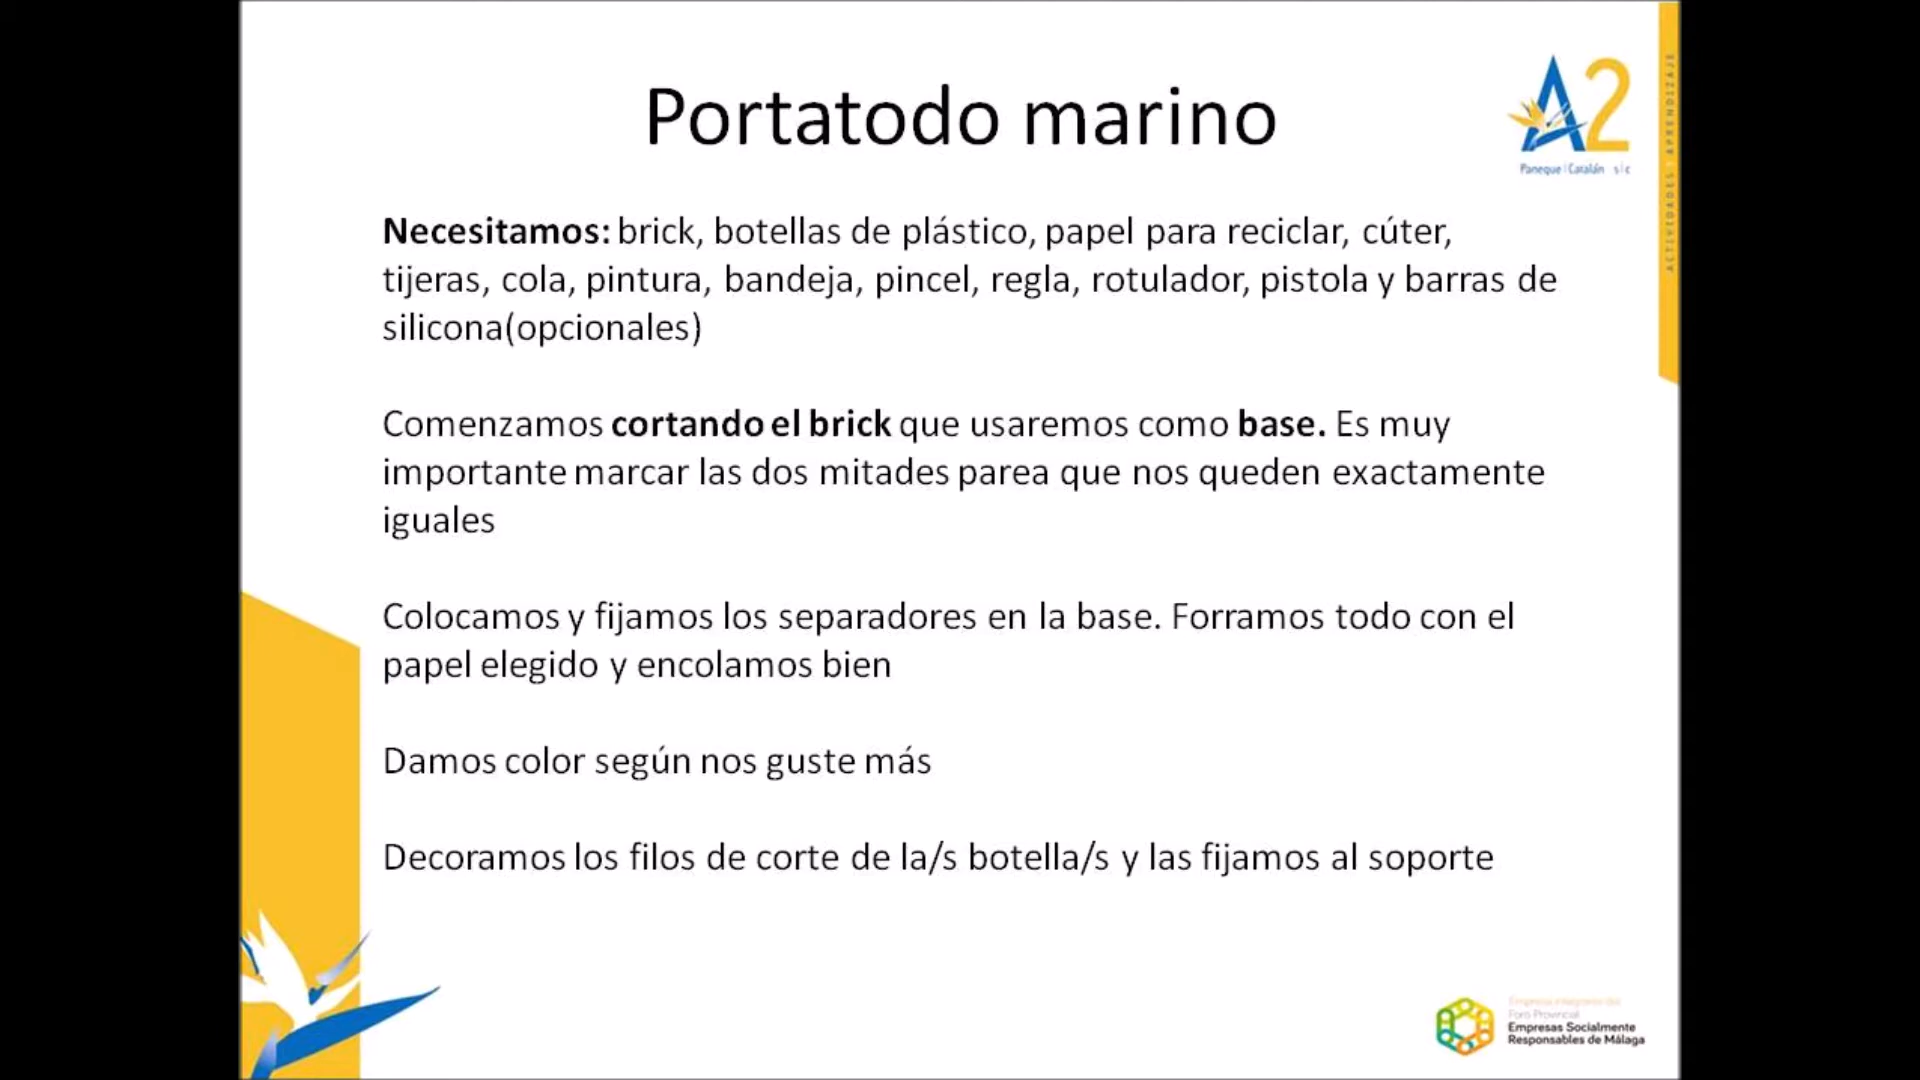 Portatodo marino
A2
Paneque | Catalán s|c
ACTIVIDADES | APRENDIZAJE
Necesitamos: brick, botellas de plástico, papel para reciclar, cúter,
tijeras, cola, pintura, bandeja, pincel, regla, rotulador, pistola y barras de
silicona(opcionales)
Comenzamos cortando el brick que usaremos como base. Es muy
importante marcar las dos mitades parea que nos queden exactamente
iguales
Colocamos y fijamos los separadores en la base. Forramos todo con el
papel elegido y encolamos bien
Damos color según nos guste más
Decoramos los filos de corte de la/s botella/s y las fijamos al soporte
Foro Provincial
Empresas Socialmente
Responsables de Málaga